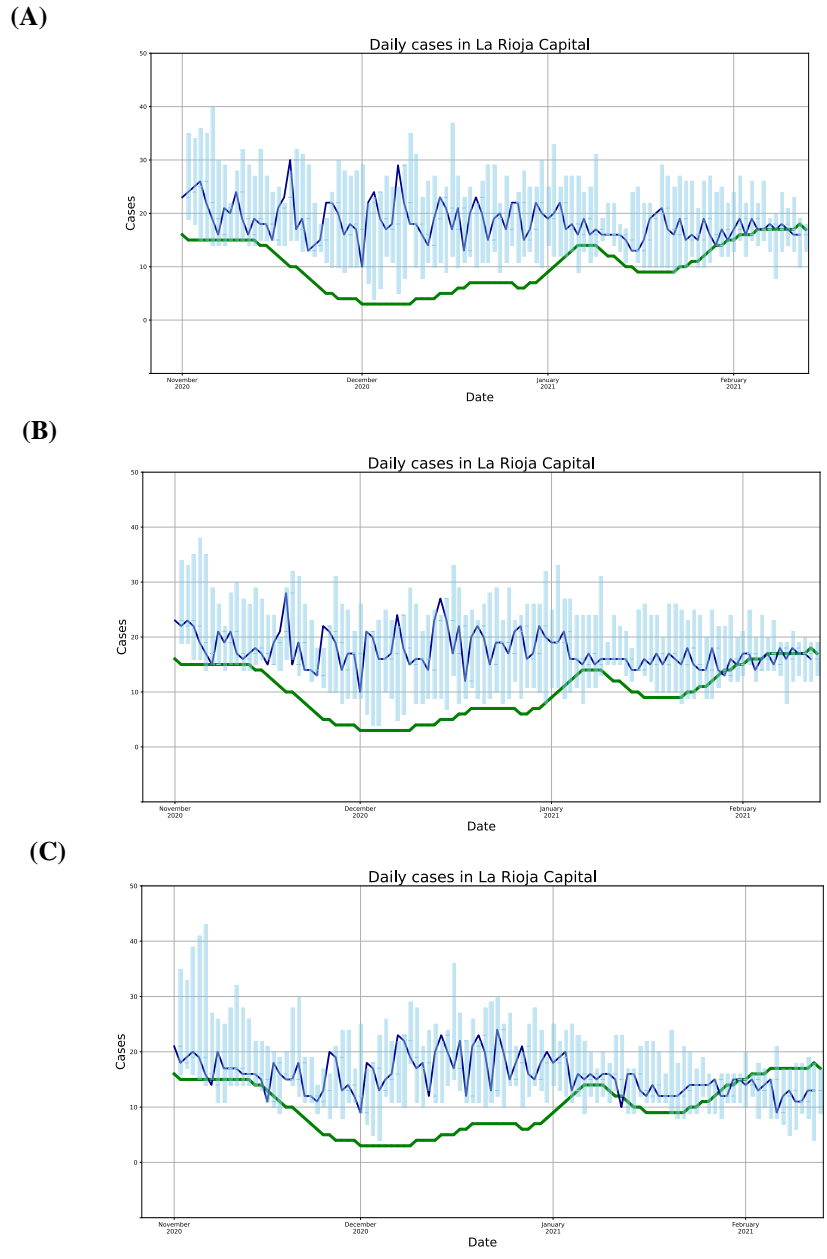 (A)
Daily cases in La Rioja Capital
50
40
30
20
10
0
Cases
November
2020
December
2020
January
2021
February
2021
Date
(B)
Daily cases in La Rioja Capital
50
40
30
20
10
0
Cases
November
2020
December
2020
January
2021
February
2021
Date
(C)
Daily cases in La Rioja Capital
50
40
30
20
10
0
Cases
November
2020
December
2020
January
2021
February
2021
Date